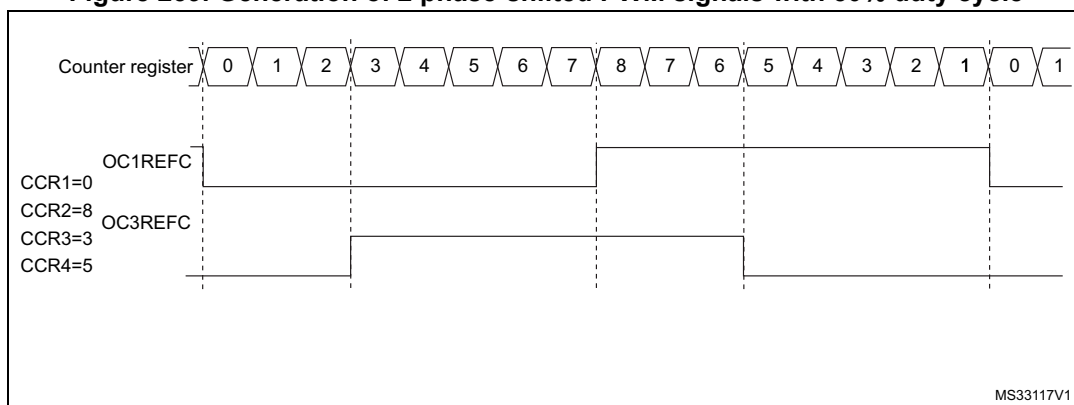 Generation of 2 phase-shifted PWM signals with 50% duty cycle
Counter register 0 1 2 3 4 5 6 7 8 7 6 5 4 3 2 1 0 1
OC1REFC
CCR1=0
CCR2=8
OC3REFC
CCR3=3
CCR4=5
MS33117V1